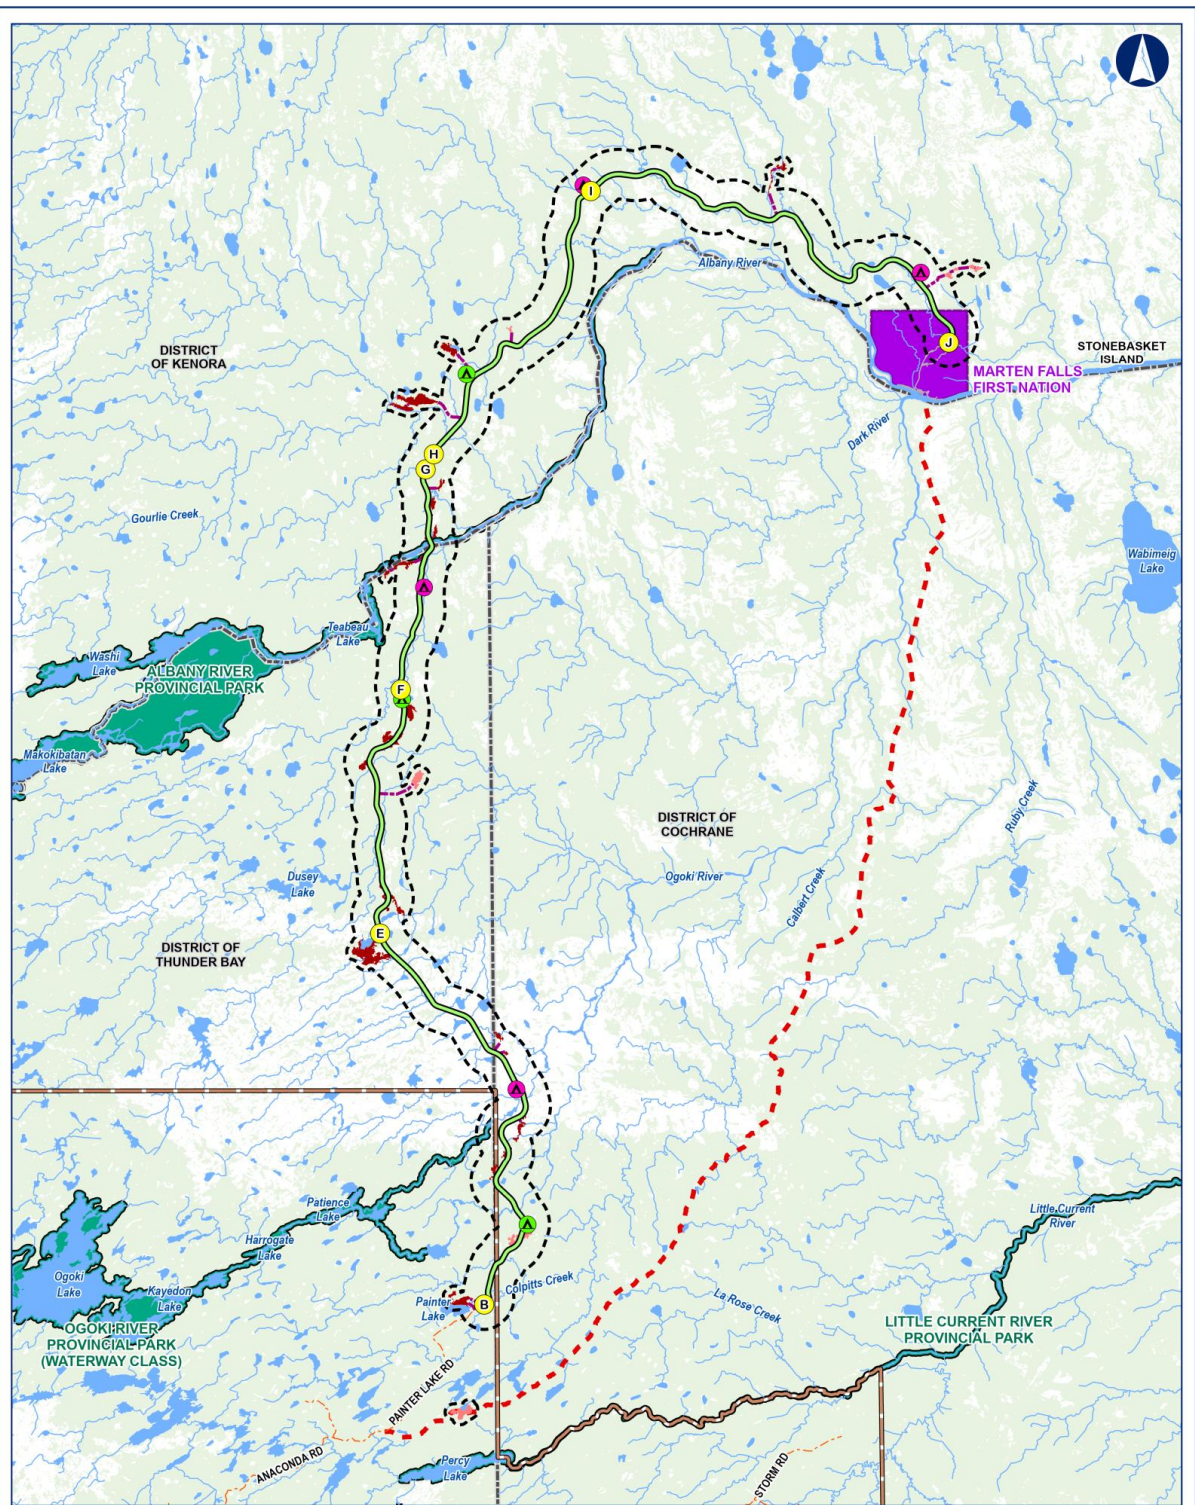 I
Albany River
DISTRICT
OF KENORA
J
STONEBASKET
ISLAND
MARTEN FALLS
FIRST NATION
Dark River
H
G
Gourlie Creek
Wabimeig
Lake
Teabeau
Lake
Washi
Lake
ALBANY RIVER
PROVINCIAL PARK
F
Makokibatan
Lake
DISTRICT OF
COCHRANE
Ruby Creek
Dusey
Lake
Ogoki River
Calbert Creek
E
DISTRICT OF
THUNDER BAY
Patience
Lake
Little Current
River
Harrogate
Lake
Ogoki
Lake
Kayedon
Lake
Colpitts Creek
Painter
Lake
B
La Rose Creek
OGOKI RIVER
PROVINCIAL PARK
(WATERWAY CLASS)
LITTLE CURRENT RIVER
PROVINCIAL PARK
PAINTER LAKE RD
ANACONDA RD
Percy
Lake
STORM RD